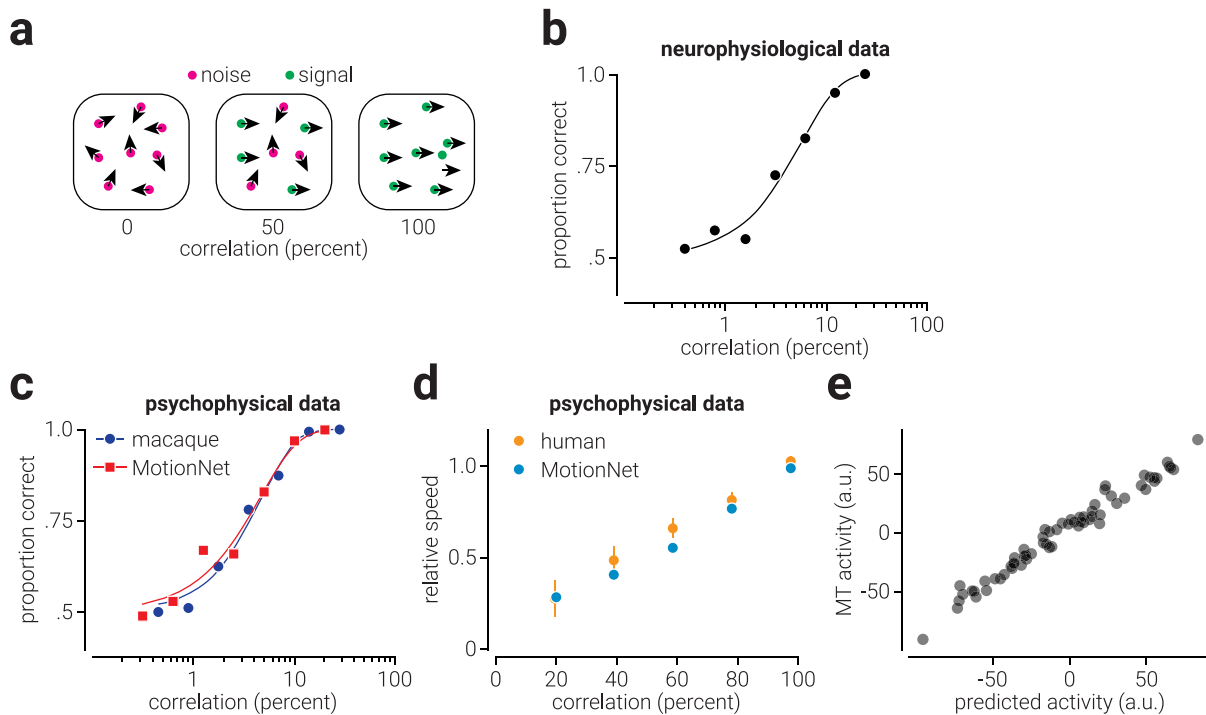 a
noise signal
0 50 100
correlation (percent)
b
neurophysiological data
proportion correct
1.0
.75
.5
1 10 100
correlation (percent)
c
psychophysical data
proportion correct
1.0
.75
.5
macaque
MotionNet
1 10 100
correlation (percent)
d
psychophysical data
relative speed
1.0
0.5
0
human
MotionNet
0 20 40 60 80 100
correlation (percent)
e
MT activity (a.u.)
50
0
-50
-50 0 50
predicted activity (a.u.)